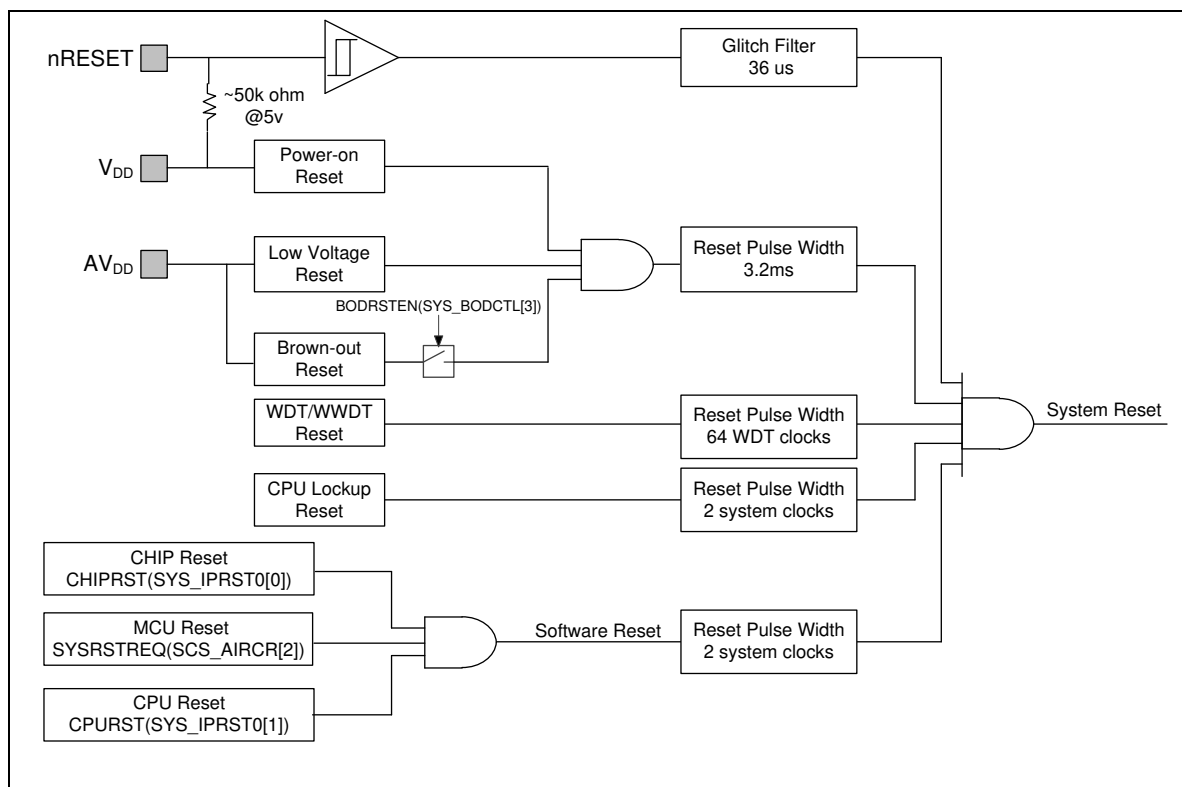 nRESET
~50k ohm
@5v
Glitch Filter
36 us
VDD
Power-on
Reset
AVDD
Low Voltage
Reset
Reset Pulse Width
3.2ms
BODRSTEN(SYS_BODCTL[3])
Brown-out
Reset
WDT/WWDT
Reset
Reset Pulse Width
64 WDT clocks
System Reset
CPU Lockup
Reset
Reset Pulse Width
2 system clocks
CHIP Reset
CHIPRST(SYS_IPRST0[0])
MCU Reset
SYSRSTREQ(SCS_AIRCR[2])
Software Reset
Reset Pulse Width
2 system clocks
CPU Reset
CPURST(SYS_IPRST0[1])